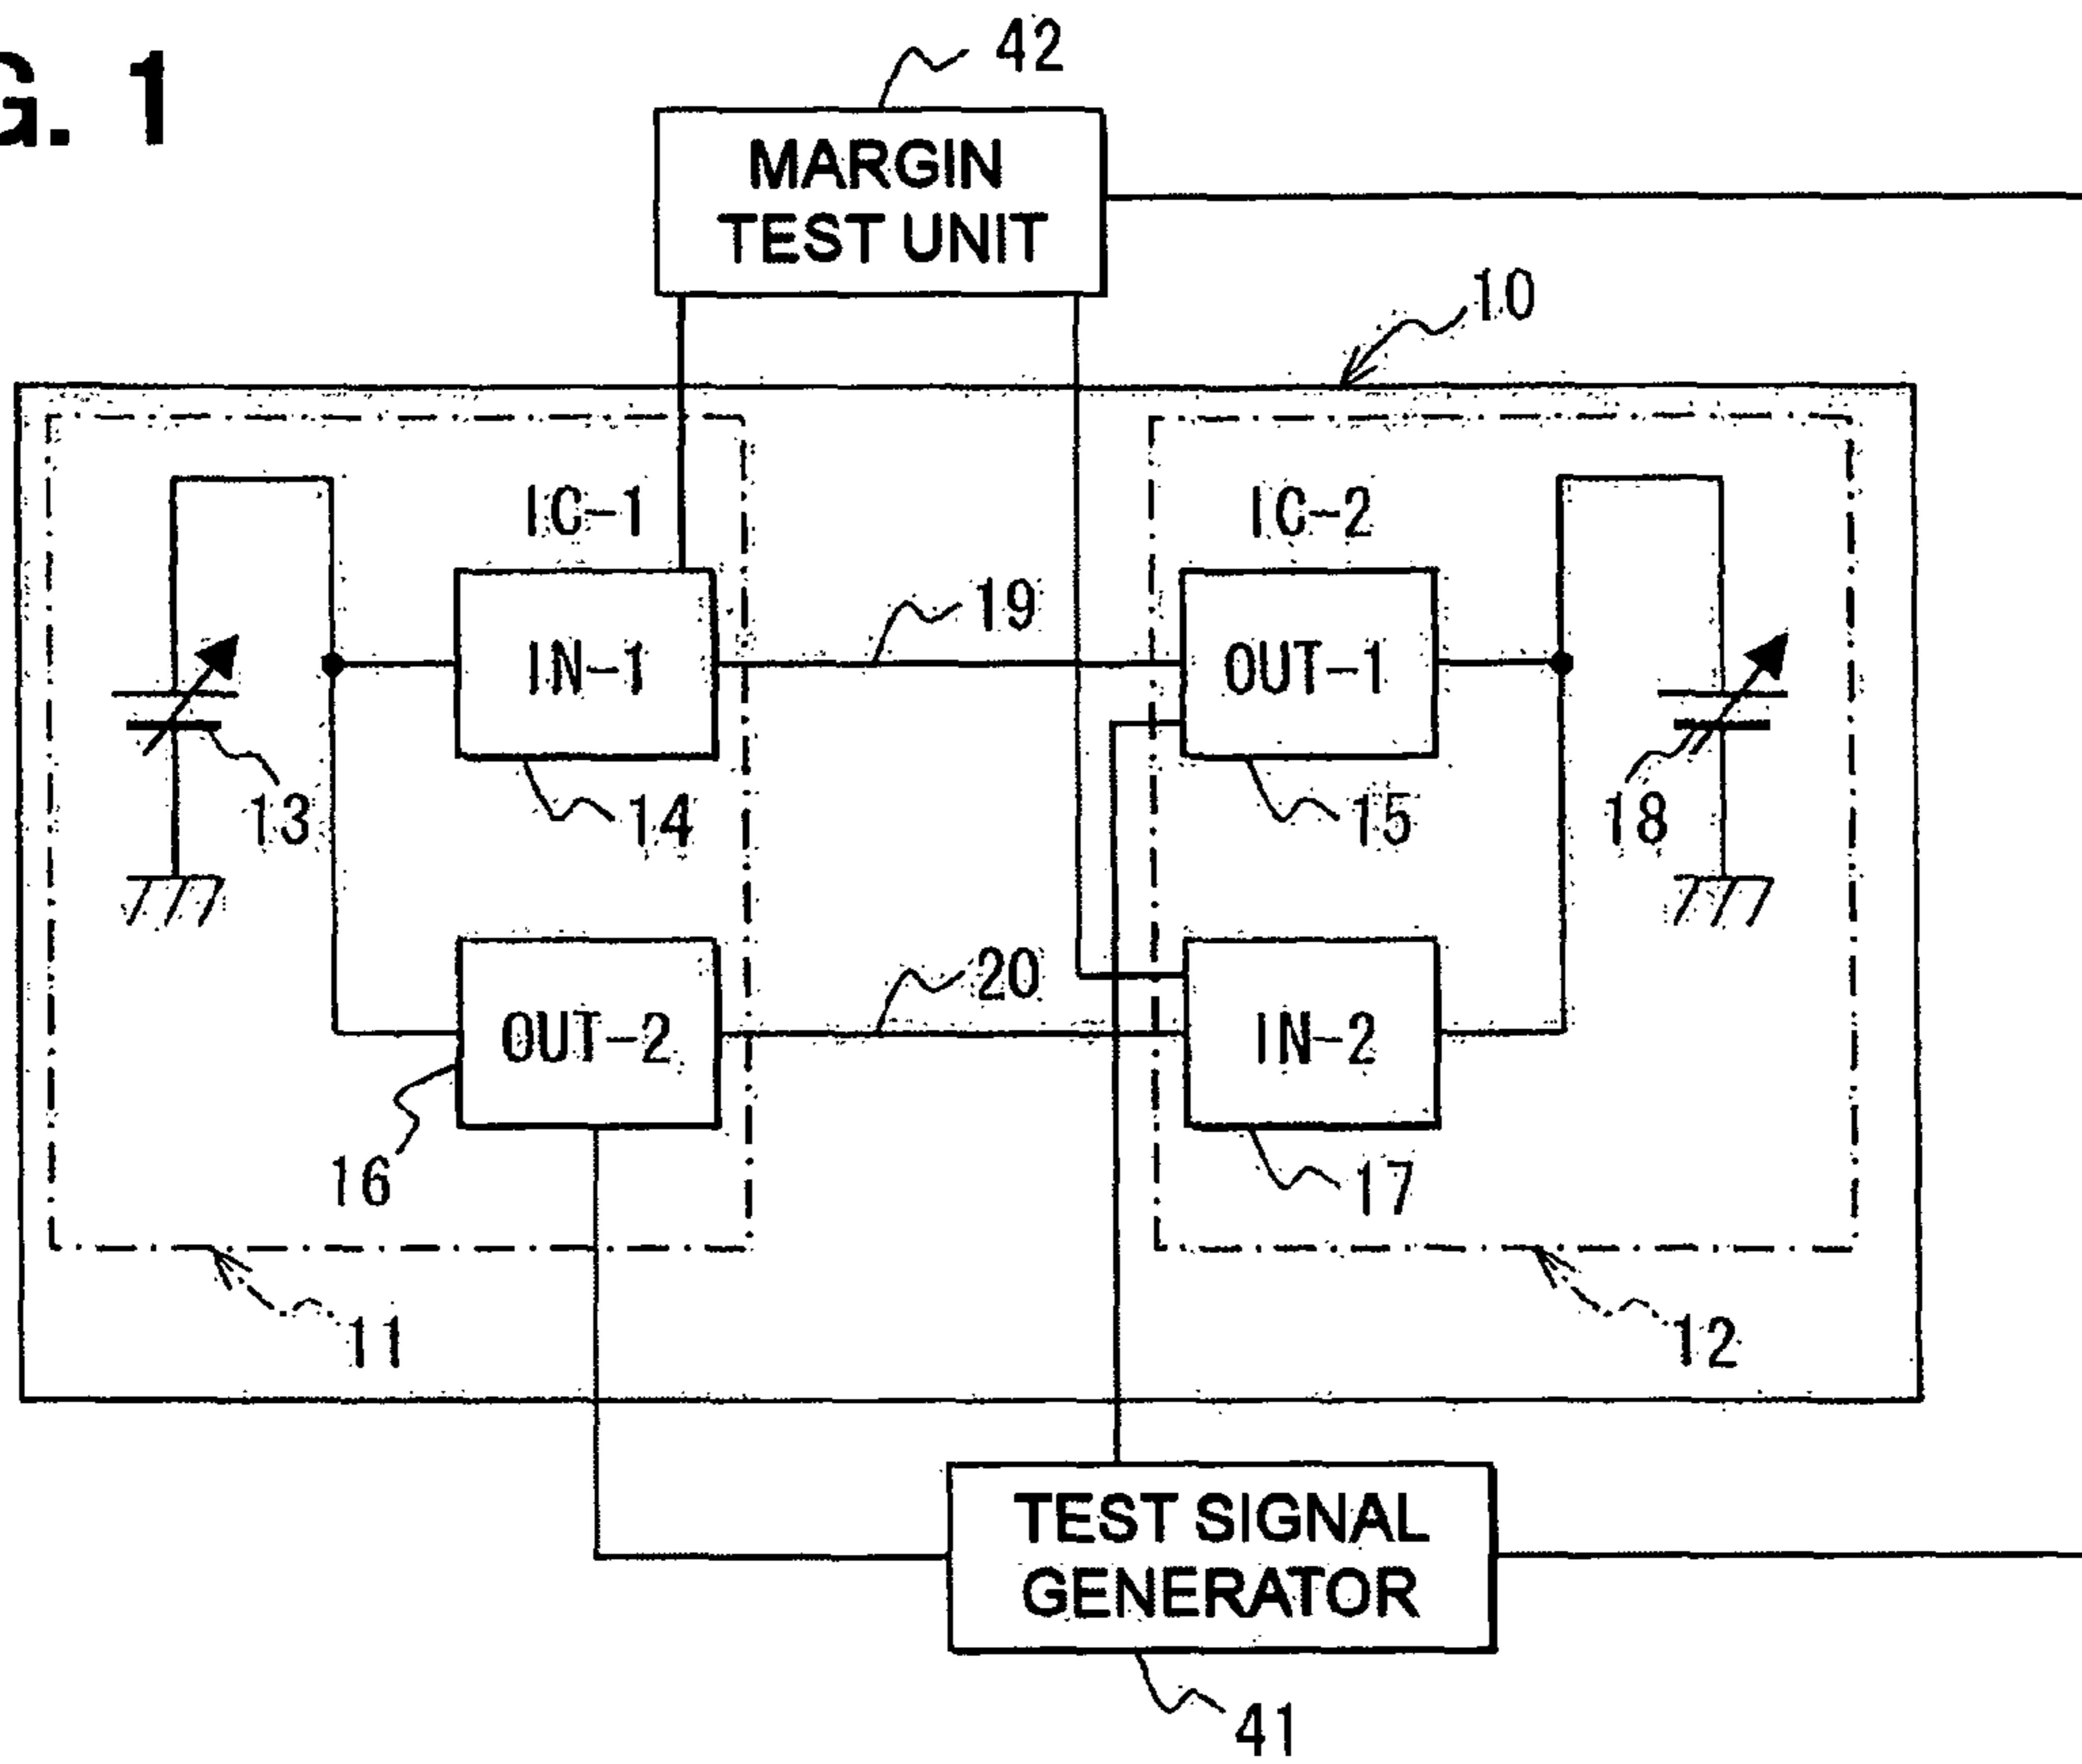 G. 1
42
MARGIN
TEST UNIT
10
IC-1
IC-2
19
IN-1
OUT-1
13
14
15
18
20
OUT-2
IN-2
16
17
11
12
TEST SIGNAL
GENERATOR
41